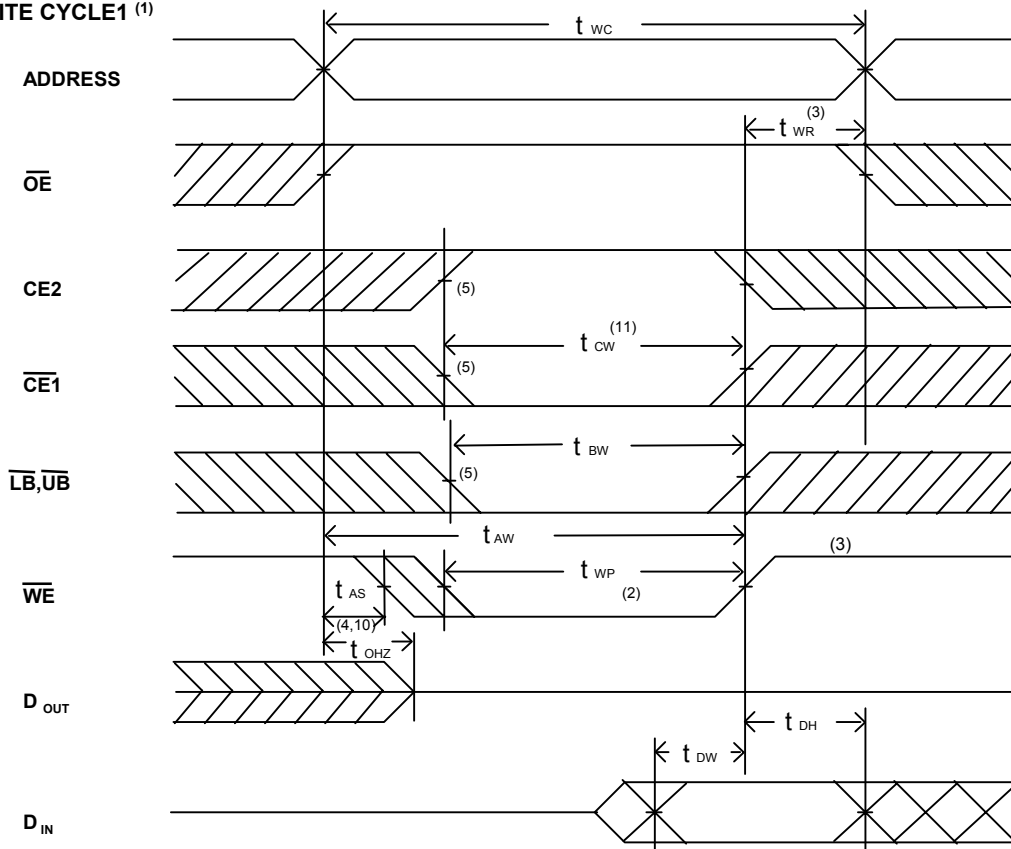 ITE CYCLE1 (1)
t WC
ADDRESS
t WR (3)
OE
CE2
(5)
t CW (11)
CE1
(5)
t BW
LB,UB
(5)
t AW
(3)
WE
t AS
t WP
(2)
(4,10)
t OHZ
D OUT
t DH
t DW
D IN